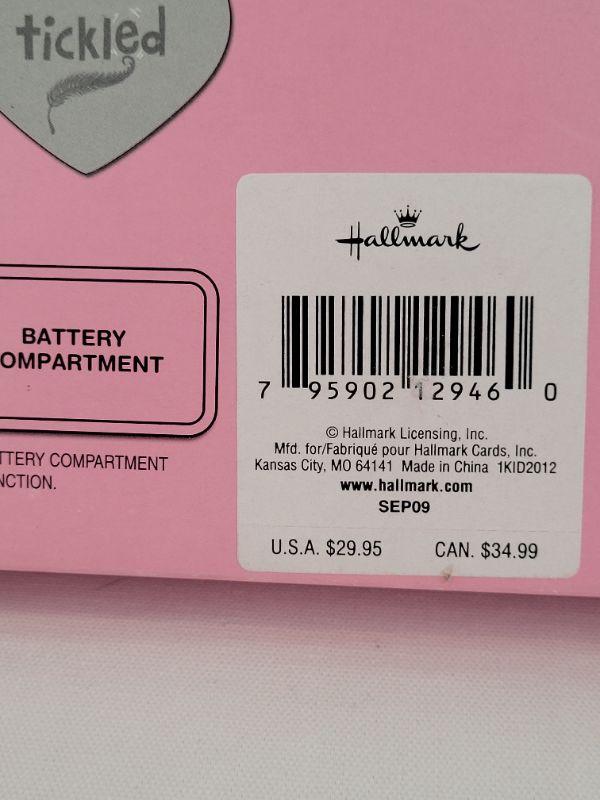 tickled
Hallmark
BATTERY
OMPARTMENT
7 95902 12946 0
TTERY COMPARTMENT
NCTION.
© Hallmark Licensing, Inc.
Mfd. for/Fabriqué pour Hallmark Cards, Inc.
Kansas City, MO 64141 Made in China 1KID2012
www.hallmark.com
SEP09
U.S.A. $29.95 CAN. $34.99